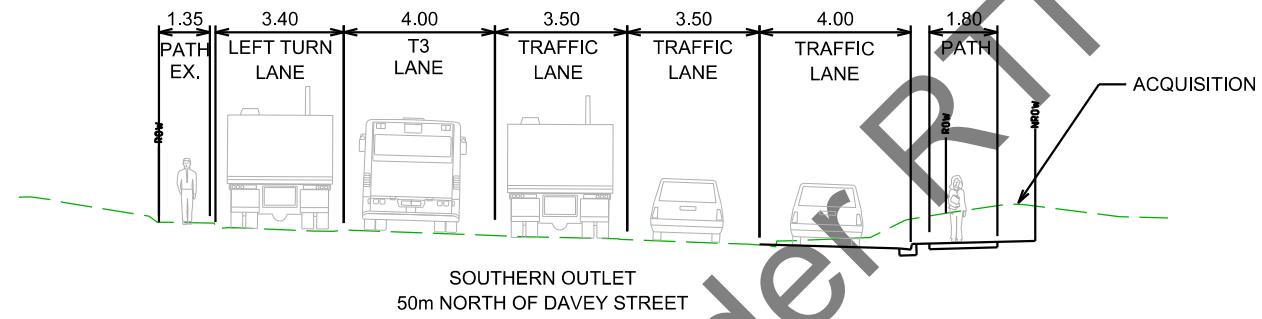 1.35 3.40 4.00 3.50 3.50 4.00 1.80
PATH EX.
LEFT TURN LANE
T3 LANE
TRAFFIC LANE
TRAFFIC LANE
TRAFFIC LANE
PATH
ACQUISITION
ROW
ROW
NROW
SOUTHERN OUTLET
50m NORTH OF DAVEY STREET
der RTI